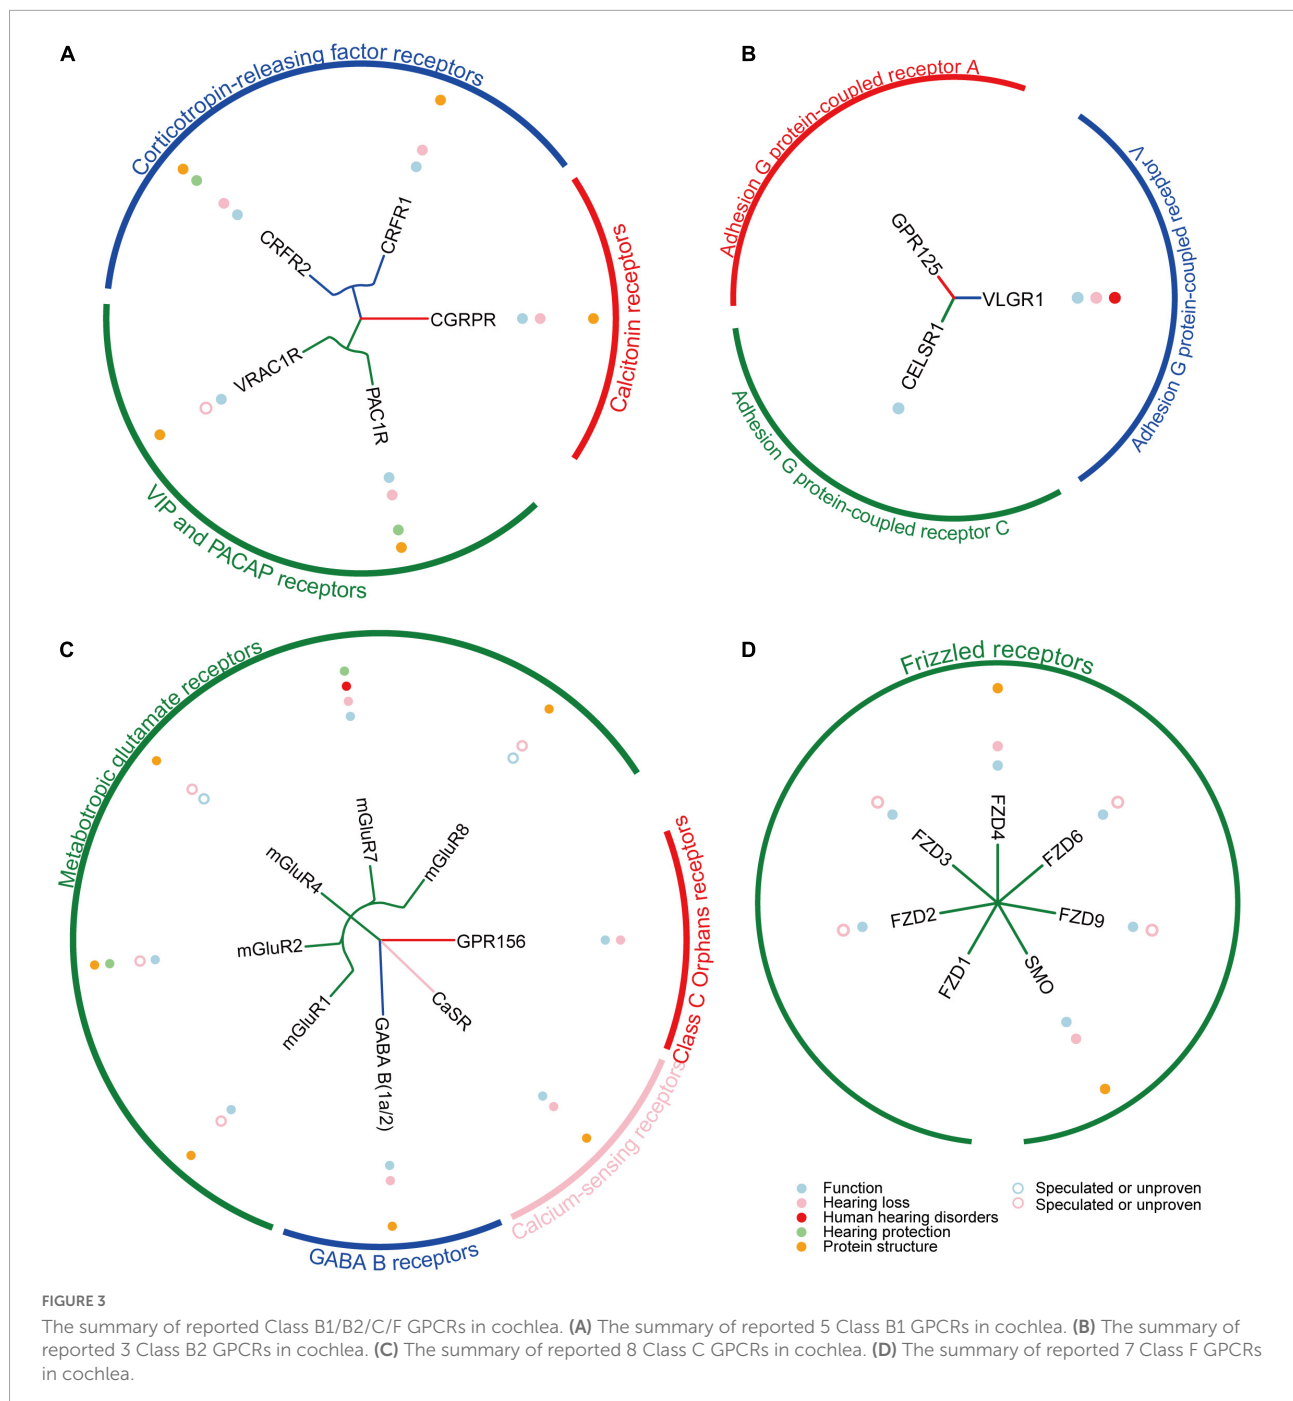 A
Corticotropin-releasing factor receptors
CRFR1
CRFR2
CGRPR
Calcitonin receptors
VRAC1R
PAC1R
VIP and PACAP receptors
B
Adhesion G protein-coupled receptor A
Adhesion G protein-coupled receptor V
GPR125
VLGR1
CELSR1
Adhesion G protein-coupled receptor C
C
Metabotropic glutamate receptors
mGluR7
mGluR8
mGluR4
mGluR2
GPR156
mGluR1
CaSR
GABA B(1a/2)
Class C Orphans receptors
Calcium-sensing receptors
GABA B receptors
D
Frizzled receptors
FZD4
FZD3
FZD6
FZD2
FZD9
FZD1
SMO
Function
Hearing loss
Human hearing disorders
Hearing protection
Protein structure
Speculated or unproven
Speculated or unproven
FIGURE 3
The summary of reported Class B1/B2/C/F GPCRs in cochlea. (A) The summary of reported 5 Class B1 GPCRs in cochlea. (B) The summary of
reported 3 Class B2 GPCRs in cochlea. (C) The summary of reported 8 Class C GPCRs in cochlea. (D) The summary of reported 7 Class F GPCRs
in cochlea.